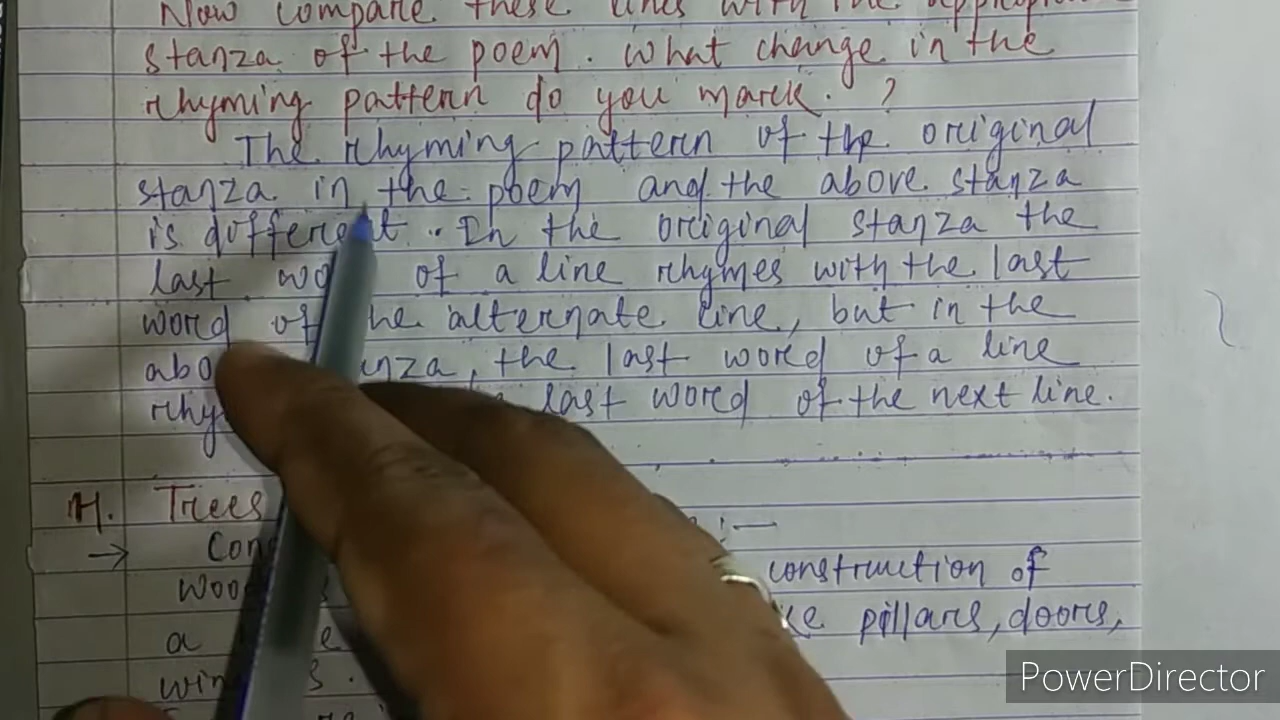 Now compare these lines with the
stanza of the poem. What change in the
rhyming pattern do you mark. ?
The rhyming pattern of the original
stanza in the poem and the above stanza
is different. In the original stanza the
last of a line rhymes with the last
word of the alternate line, but in the
the last word of a line
last word of the next line.
H. Trees :-
→ construction of
a pillars, doors,
PowerDirector